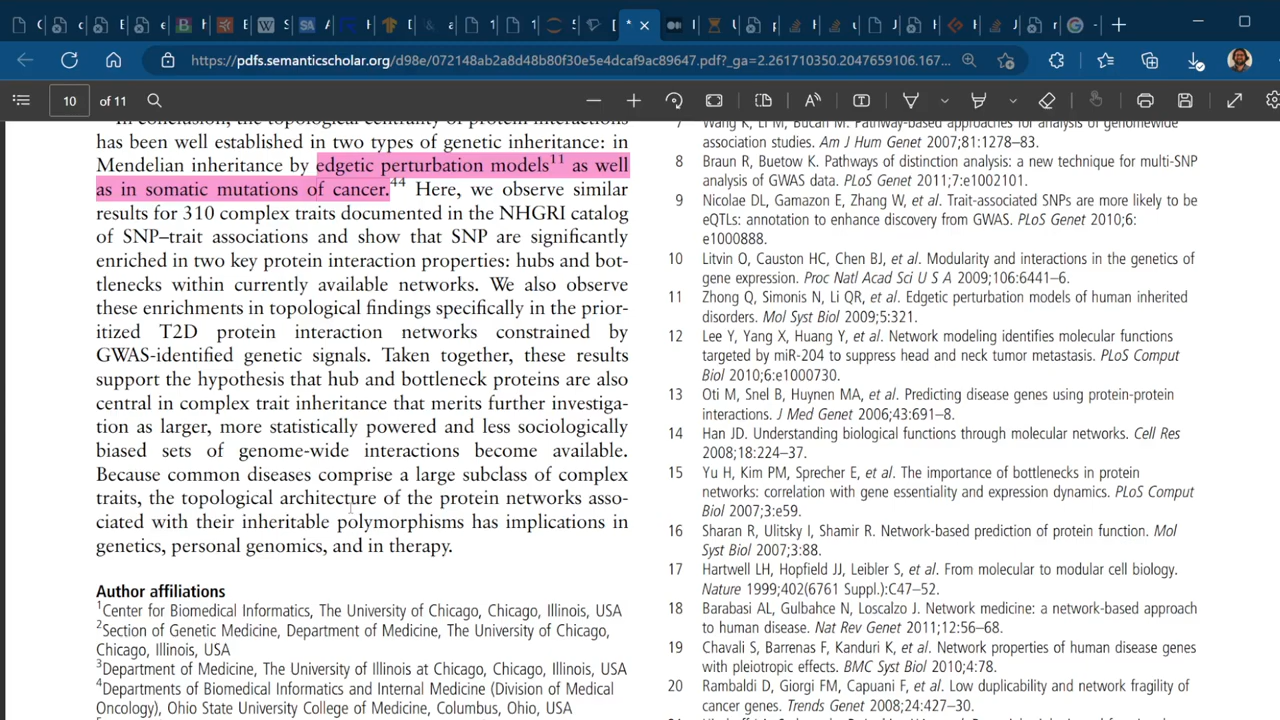 https://pdfs.semanticscholar.org/d98e/072148ab2a8d48b80f30e5e4dcaf9ac89647.pdf?_ga=2.261710350.2047659106.167...
10 of 11
In conclusion, the topological centrality of protein interactions
has been well established in two types of genetic inheritance: in
Mendelian inheritance by edgetic perturbation models11 as well
as in somatic mutations of cancer.44 Here, we observe similar
results for 310 complex traits documented in the NHGRI catalog
of SNP–trait associations and show that SNP are significantly
enriched in two key protein interaction properties: hubs and bot-
tlenecks within currently available networks. We also observe
these enrichments in topological findings specifically in the prior-
itized T2D protein interaction networks constrained by
GWAS-identified genetic signals. Taken together, these results
support the hypothesis that hub and bottleneck proteins are also
central in complex trait inheritance that merits further investiga-
tion as larger, more statistically powered and less sociologically
biased sets of genome-wide interactions become available.
Because common diseases comprise a large subclass of complex
traits, the topological architecture of the protein networks asso-
ciated with their inheritable polymorphisms has implications in
genetics, personal genomics, and in therapy.
Author affiliations
1Center for Biomedical Informatics, The University of Chicago, Chicago, Illinois, USA
2Section of Genetic Medicine, Department of Medicine, The University of Chicago,
Chicago, Illinois, USA
3Department of Medicine, The University of Illinois at Chicago, Chicago, Illinois, USA
4Departments of Biomedical Informatics and Internal Medicine (Division of Medical
Oncology), Ohio State University College of Medicine, Columbus, Ohio, USA
7 Wang K, Li M, Bucan M. Pathway-based approaches for analysis of genomewide
association studies. Am J Hum Genet 2007;81:1278–83.
8 Braun R, Buetow K. Pathways of distinction analysis: a new technique for multi-SNP
analysis of GWAS data. PLoS Genet 2011;7:e1002101.
9 Nicolae DL, Gamazon E, Zhang W, et al. Trait-associated SNPs are more likely to be
eQTLs: annotation to enhance discovery from GWAS. PLoS Genet 2010;6:
e1000888.
10 Litvin O, Causton HC, Chen BJ, et al. Modularity and interactions in the genetics of
gene expression. Proc Natl Acad Sci U S A 2009;106:6441–6.
11 Zhong Q, Simonis N, Li QR, et al. Edgetic perturbation models of human inherited
disorders. Mol Syst Biol 2009;5:321.
12 Lee Y, Yang X, Huang Y, et al. Network modeling identifies molecular functions
targeted by miR-204 to suppress head and neck tumor metastasis. PLoS Comput
Biol 2010;6:e1000730.
13 Oti M, Snel B, Huynen MA, et al. Predicting disease genes using protein-protein
interactions. J Med Genet 2006;43:691–8.
14 Han JD. Understanding biological functions through molecular networks. Cell Res
2008;18:224–37.
15 Yu H, Kim PM, Sprecher E, et al. The importance of bottlenecks in protein
networks: correlation with gene essentiality and expression dynamics. PLoS Comput
Biol 2007;3:e59.
16 Sharan R, Ulitsky I, Shamir R. Network-based prediction of protein function. Mol
Syst Biol 2007;3:88.
17 Hartwell LH, Hopfield JJ, Leibler S, et al. From molecular to modular cell biology.
Nature 1999;402(6761 Suppl.):C47–52.
18 Barabasi AL, Gulbahce N, Loscalzo J. Network medicine: a network-based approach
to human disease. Nat Rev Genet 2011;12:56–68.
19 Chavali S, Barrenas F, Kanduri K, et al. Network properties of human disease genes
with pleiotropic effects. BMC Syst Biol 2010;4:78.
20 Rambaldi D, Giorgi FM, Capuani F, et al. Low duplicability and network fragility of
cancer genes. Trends Genet 2008;24:427–30.